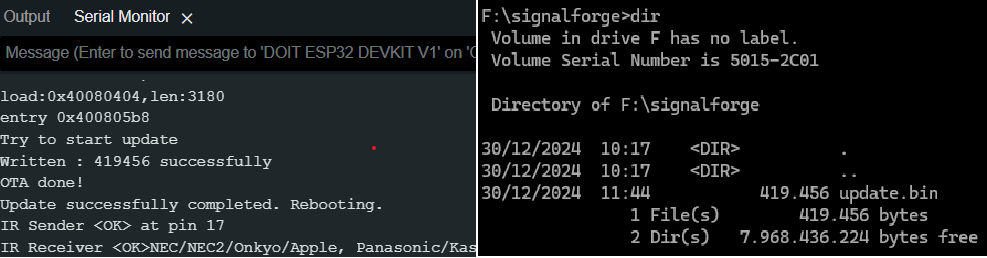 Output Serial Monitor
Message (Enter to send message to 'DOIT ESP32 DEVKIT V1' on
load:0x40080404,len:3180
entry 0x400805b8
Try to start update
Written : 419456 successfully
OTA done!
Update successfully completed. Rebooting.
IR Sender <OK> at pin 17
IR Receiver <OK>NEC/NEC2/Onkyo/Apple, Panasonic/Kas
F:\signalforge>dir
Volume in drive F has no label.
Volume Serial Number is 5015-2C01
Directory of F:\signalforge
30/12/2024 10:17 <DIR> .
30/12/2024 10:17 <DIR> ..
30/12/2024 11:44 419.456 update.bin
1 File(s) 419.456 bytes
2 Dir(s) 7.968.436.224 bytes free